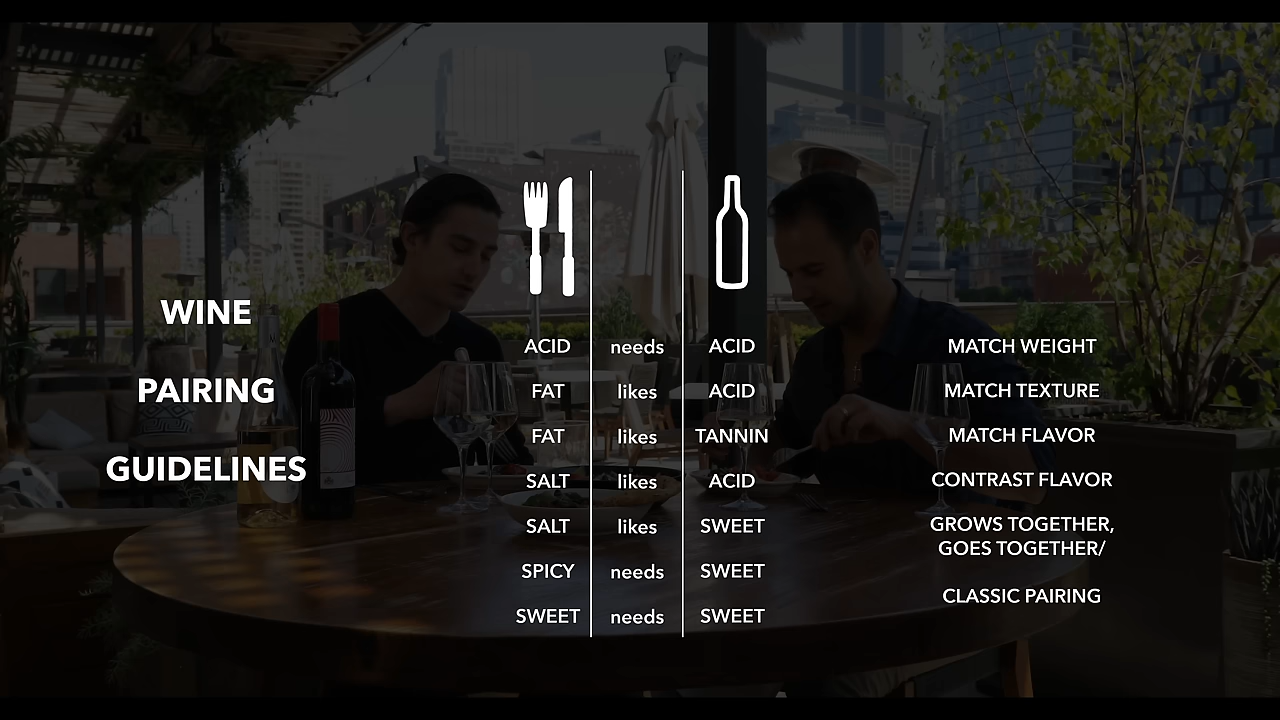 WINE
PAIRING
GUIDELINES
ACID needs ACID
FAT likes ACID
FAT likes TANNIN
SALT likes ACID
SALT likes SWEET
SPICY needs SWEET
SWEET needs SWEET
MATCH WEIGHT
MATCH TEXTURE
MATCH FLAVOR
CONTRAST FLAVOR
GROWS TOGETHER,
GOES TOGETHER/
CLASSIC PAIRING